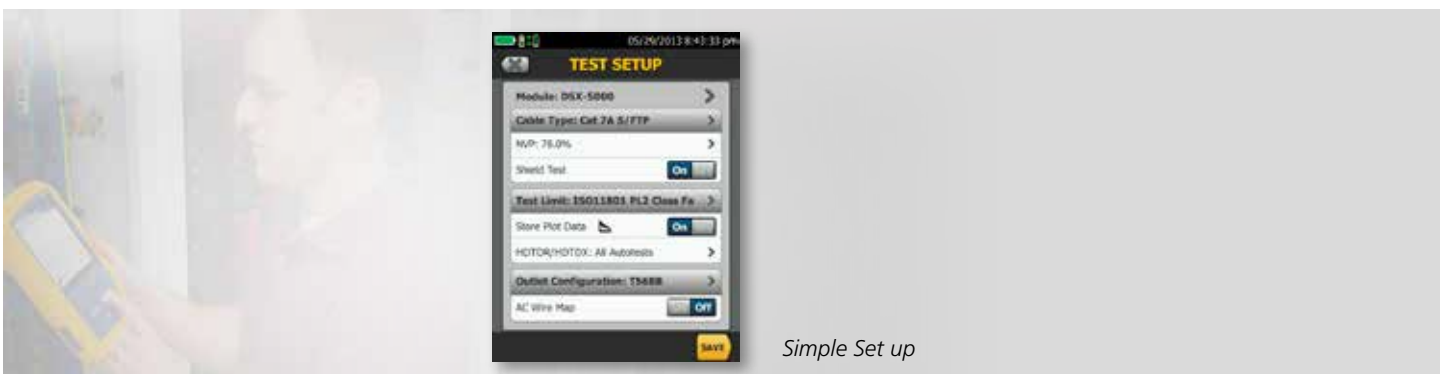 05/29/2013 8:43:33 pm
TEST SETUP
Module: DSX-5000
Cable Type: Cat 7A S/FTP
NVP: 76.0%
Shield Test On
Test Limit: ISO11801 PL2 Class Fa
Store Plot Data On
HDTDR/HDTDX: All Autotests
Outlet Configuration: T568B
AC Wire Map Off
SAVE
Simple Set up